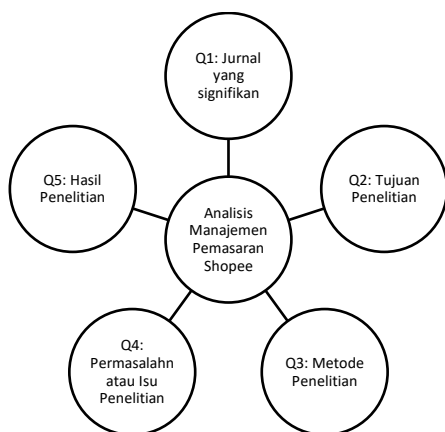 Q1: Jurnal
yang
signifikan
Q5: Hasil
Penelitian
Q2: Tujuan
Penelitian
Analisis
Manajemen
Pemasaran
Shopee
Q4:
Permasalahn
atau Isu
Penelitian
Q3: Metode
Penelitian